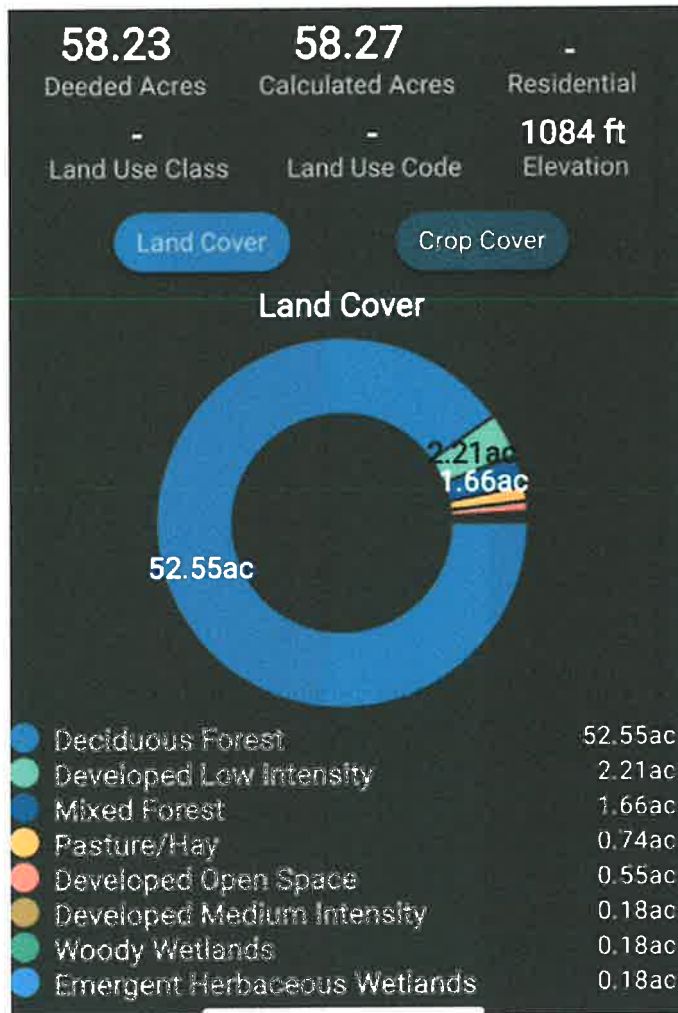 58.23 58.27 -
Deeded Acres Calculated Acres Residential
- - 1084 ft
Land Use Class Land Use Code Elevation
Land Cover Crop Cover
Land Cover
2.21ac
1.66ac
52.55ac
Deciduous Forest 52.55ac
Developed Low Intensity 2.21ac
Mixed Forest 1.66ac
Pasture/Hay 0.74ac
Developed Open Space 0.55ac
Developed Medium Intensity 0.18ac
Woody Wetlands 0.18ac
Emergent Herbaceous Wetlands 0.18ac